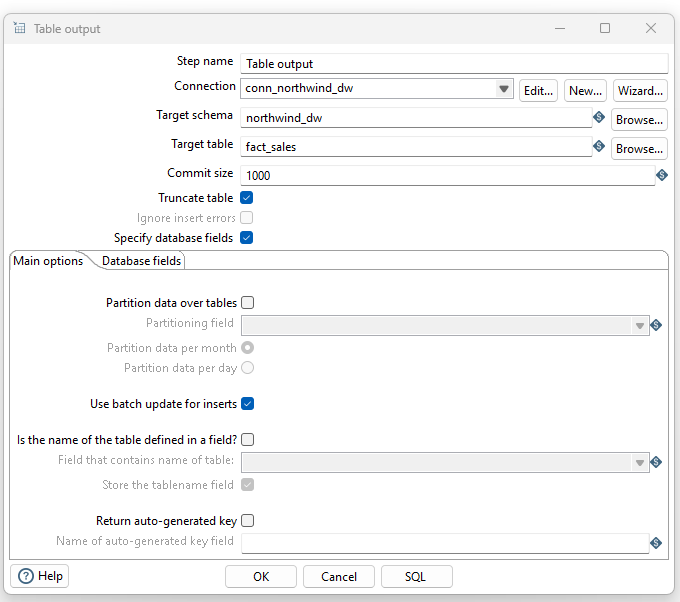 Table output
Step name Table output
Connection conn_northwind_dw Edit... New... Wizard...
Target schema northwind_dw Browse...
Target table fact_sales Browse...
Commit size 1000
Truncate table
Ignore insert errors
Specify database fields
Main options Database fields
Partition data over tables
Partitioning field
Partition data per month
Partition data per day
Use batch update for inserts
Is the name of the table defined in a field?
Field that contains name of table:
Store the tablename field
Return auto-generated key
Name of auto-generated key field
Help OK Cancel SQL